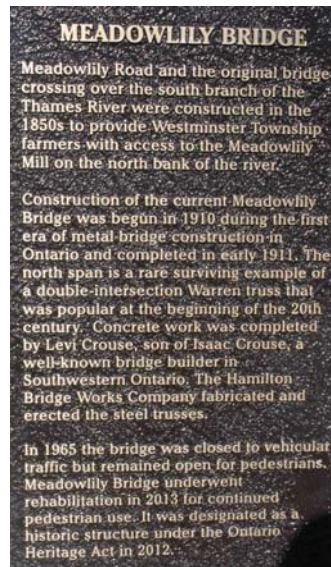 MEADOWLILY BRIDGE
Meadowlily Road and the original bridge
crossing over the south branch of the
Thames River were constructed in the
1850s to provide Westminster Township
farmers with access to the Meadowlily
Mill on the north bank of the river.
Construction of the current Meadowlily
Bridge was begun in 1910 during the first
era of metal bridge construction in
Ontario and completed in early 1911. The
north span is a rare surviving example of
a double-intersection Warren truss that
was popular at the beginning of the 20th
century. Concrete work was completed
by Levi Crouse, son of Isaac Crouse, a
well-known bridge builder in
Southwestern Ontario. The Hamilton
Bridge Works Company fabricated and
erected the steel trusses.
In 1965 the bridge was closed to vehicular
traffic but remained open for pedestrians.
Meadowlily Bridge underwent
rehabilitation in 2013 for continued
pedestrian use. It was designated as a
historic structure under the Ontario
Heritage Act in 2012.